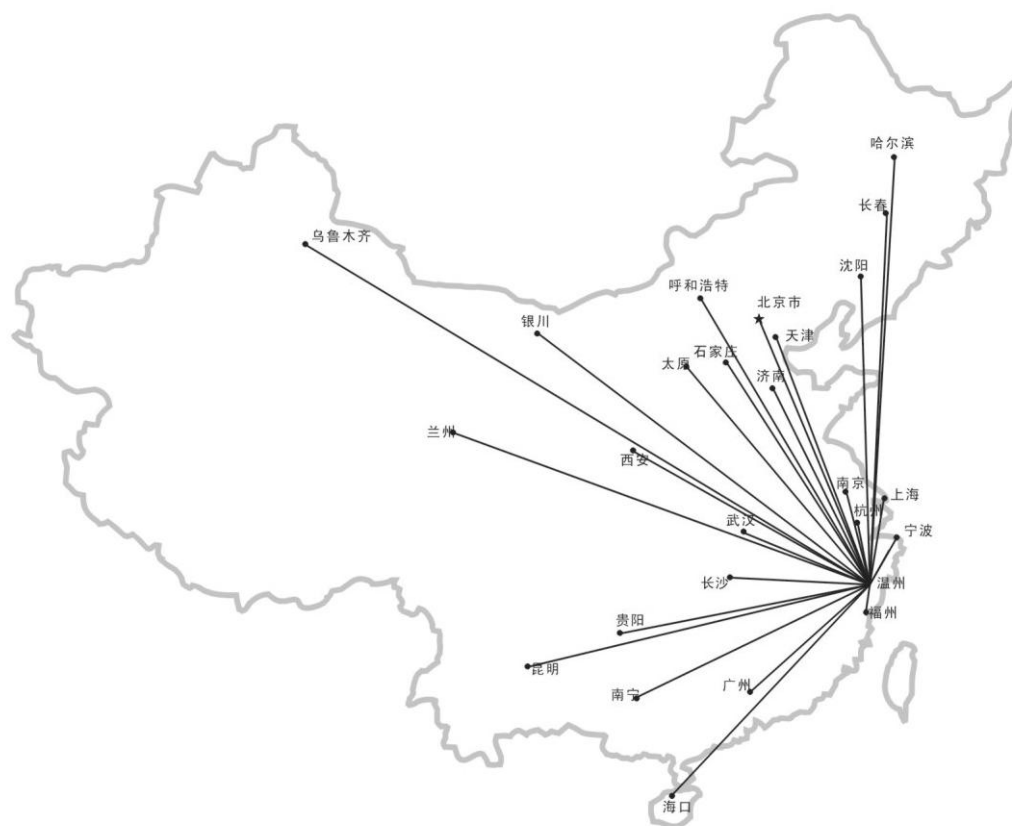 哈尔滨
长春
乌鲁木齐
沈阳
呼和浩特
北京市
银川
天津
石家庄
太原
济南
兰州
西安
南京
上海
杭州
武汉
宁波
长沙
温州
福州
贵阳
昆明
广州
南宁
海口